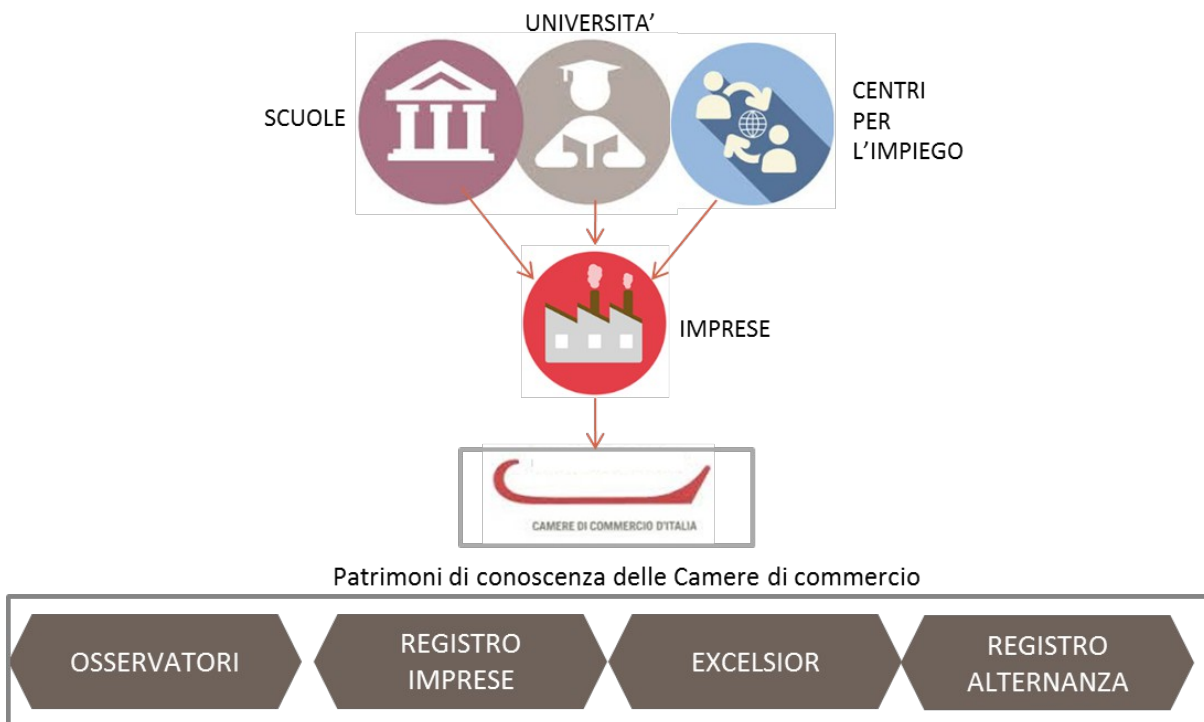 UNIVERSITA’
SCUOLE
CENTRI
PER
L’IMPIEGO
IMPRESE
CAMERE DI COMMERCIO D'ITALIA
Patrimoni di conoscenza delle Camere di commercio
OSSERVATORI
REGISTRO
IMPRESE
EXCELSIOR
REGISTRO
ALTERNANZA